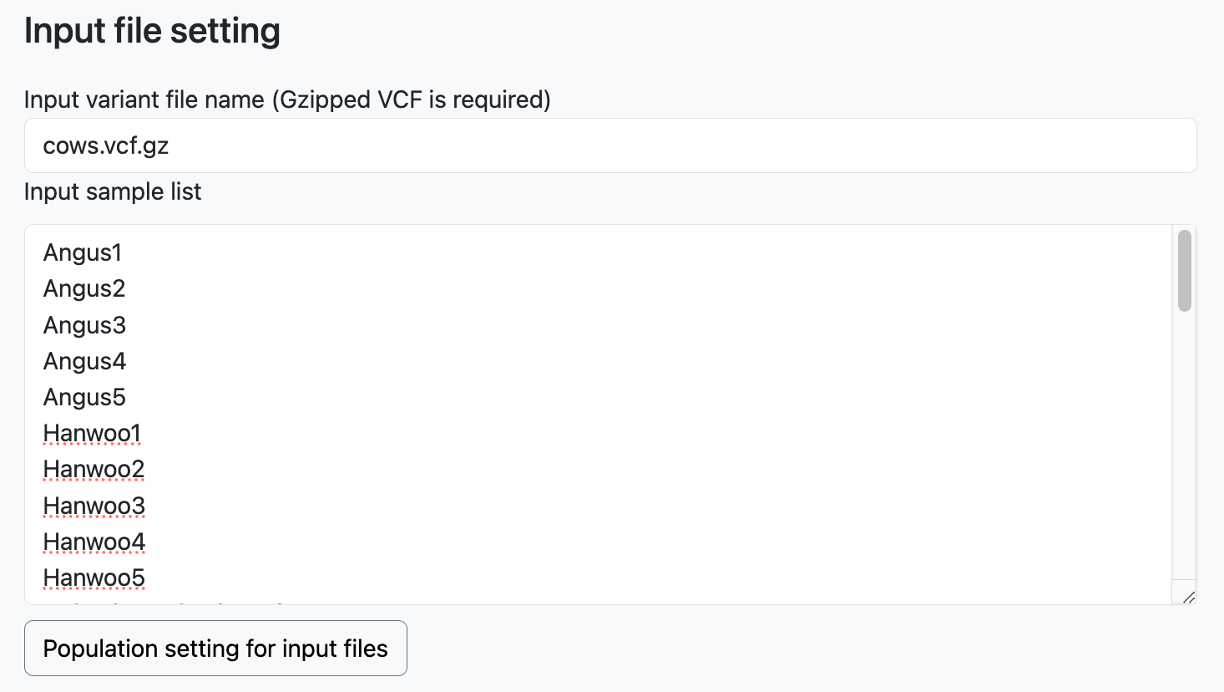 Input file setting
Input variant file name (Gzipped VCF is required)
cows.vcf.gz
Input sample list
Angus1
Angus2
Angus3
Angus4
Angus5
Hanwoo1
Hanwoo2
Hanwoo3
Hanwoo4
Hanwoo5
Population setting for input files